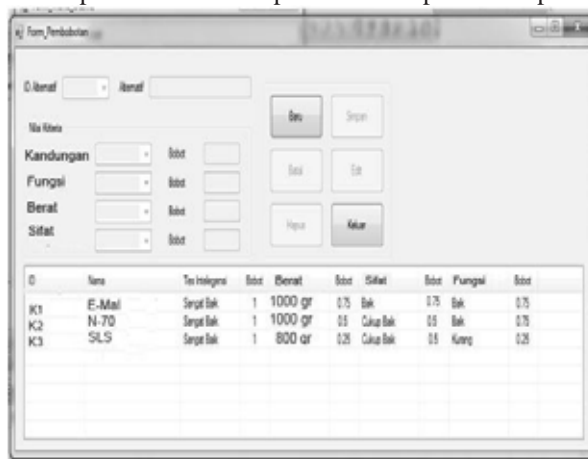 Form_Pembobotan
ID Alternatif Alternatif
Nilai Kriteria
Kandungan Bobot
Fungsi Bobot
Berat Bobot
Sifat Bobot
Baru Simpan
Batal Edit
Hapus Keluar
ID Nama Tes Intelegensi Bobot Berat Bobot Sifat Bobot Fungsi Bobot
K1 E-Mal Sangat Baik 1 1000 gr 0.75 Baik 0.75 Baik 0.75
K2 N-70 Sangat Baik 1 1000 gr 0.5 Cukup Baik 0.5 Baik 0.75
K3 SLS Sangat Baik 1 800 gr 0.25 Cukup Baik 0.5 Kurang 0.25